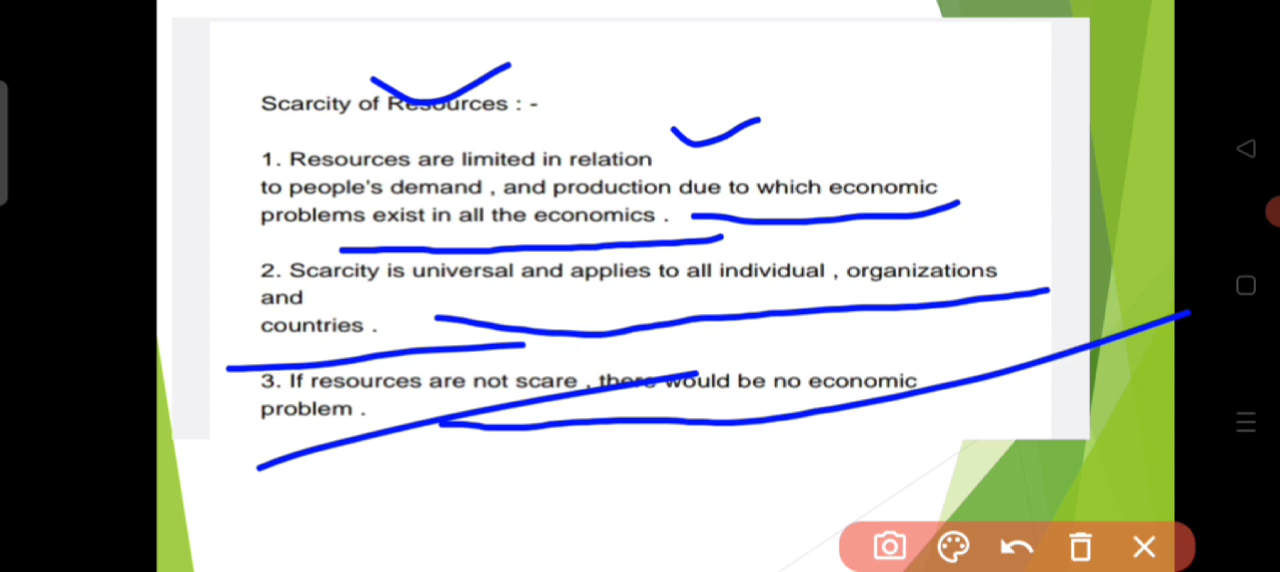 Scarcity of Resources : -
1. Resources are limited in relation
to people's demand , and production due to which economic
problems exist in all the economics .
2. Scarcity is universal and applies to all individual , organizations
and
countries .
3. If resources are not scare , there would be no economic
problem .